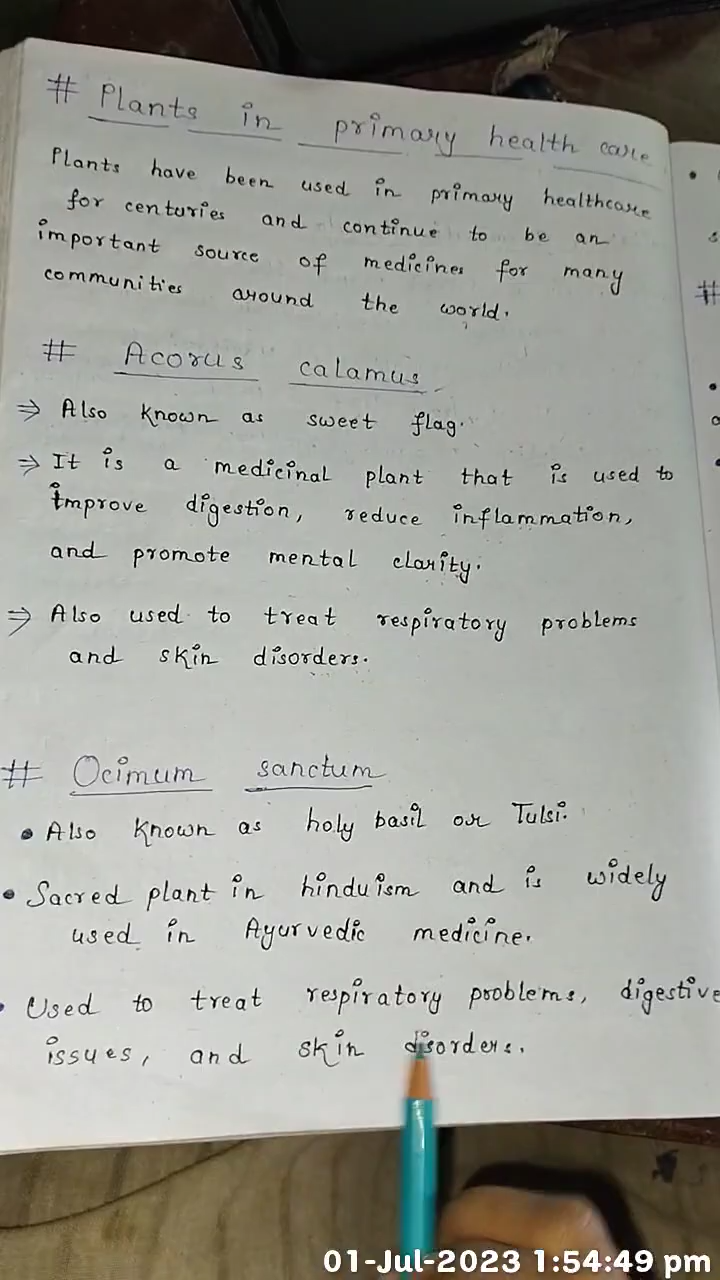 # Plants in primary health care
Plants have been used in primary healthcare
for centuries and continue to be an
important source of medicines for many
communities around the world.
# Acorus calamus
⇒ Also known as sweet flag.
⇒ It is a medicinal plant that is used to
improve digestion, reduce inflammation,
and promote mental clarity.
⇒ Also used to treat respiratory problems
and skin disorders.
# Ocimum sanctum
• Also known as holy basil or Tulsi.
• Sacred plant in hinduism and is widely
used in Ayurvedic medicine.
• Used to treat respiratory problems, digestive
issues, and skin disorders.
#
01-Jul-2023 1:54:49 pm